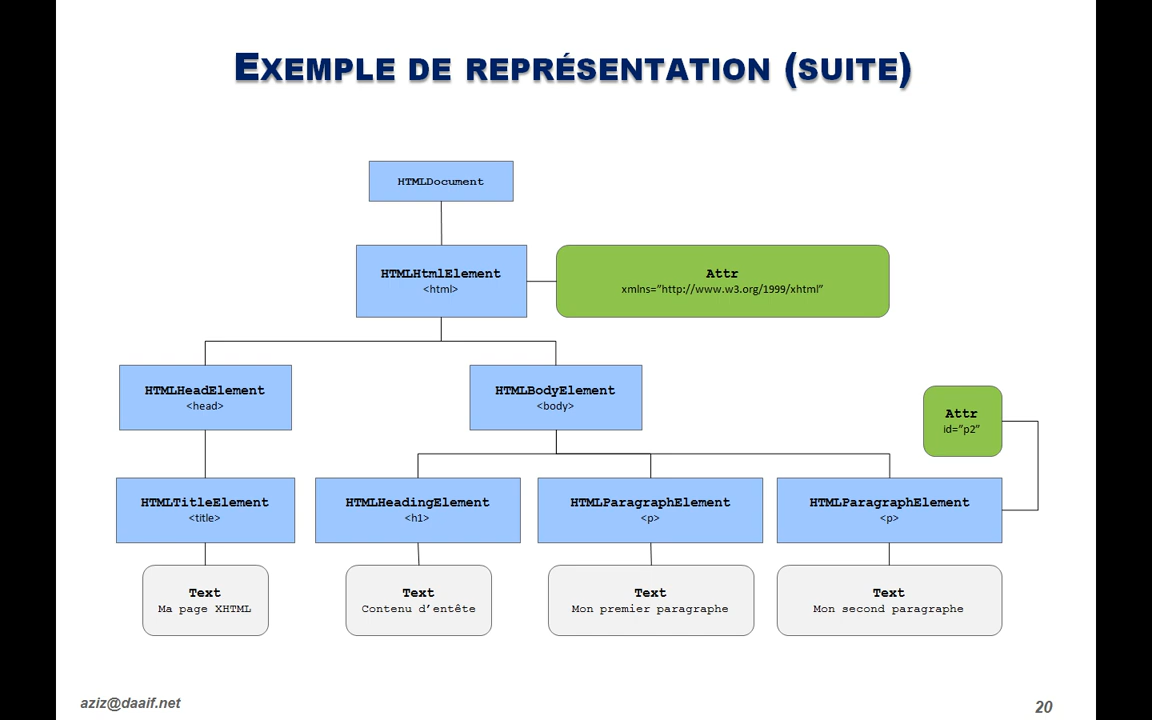 EXEMPLE DE REPRÉSENTATION (SUITE)
HTMLDocument
HTMLHtmlElement
<html>
Attr
xmlns=”http://www.w3.org/1999/xhtml”
HTMLHeadElement
<head>
HTMLBodyElement
<body>
Attr
id=”p2”
HTMLTitleElement
<title>
HTMLHeadingElement
<h1>
HTMLParagraphElement
<p>
HTMLParagraphElement
<p>
Text
Ma page XHTML
Text
Contenu d’entête
Text
Mon premier paragraphe
Text
Mon second paragraphe
aziz@daaif.net
20